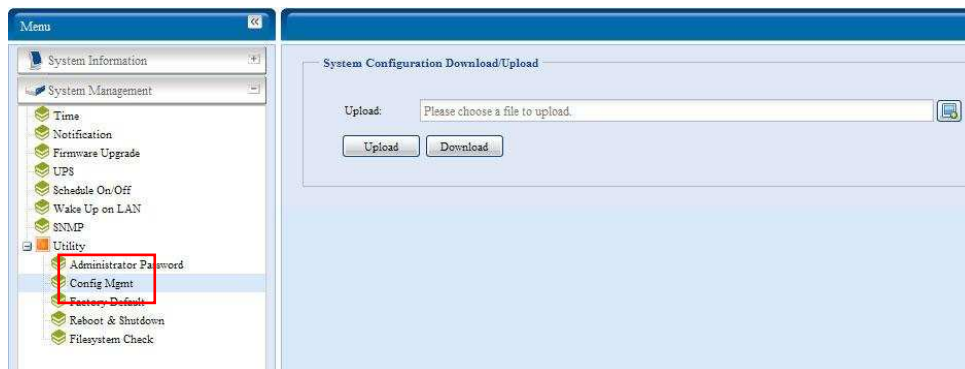 Menu
System Information
System Management
Time
Notification
Firmware Upgrade
UPS
Schedule On/Off
Wake Up on LAN
SNMP
Utility
Administrator Password
Config Mgmt
Factory Default
Reboot & Shutdown
Filesystem Check
System Configuration Download/Upload
Upload: Please choose a file to upload.
Upload Download